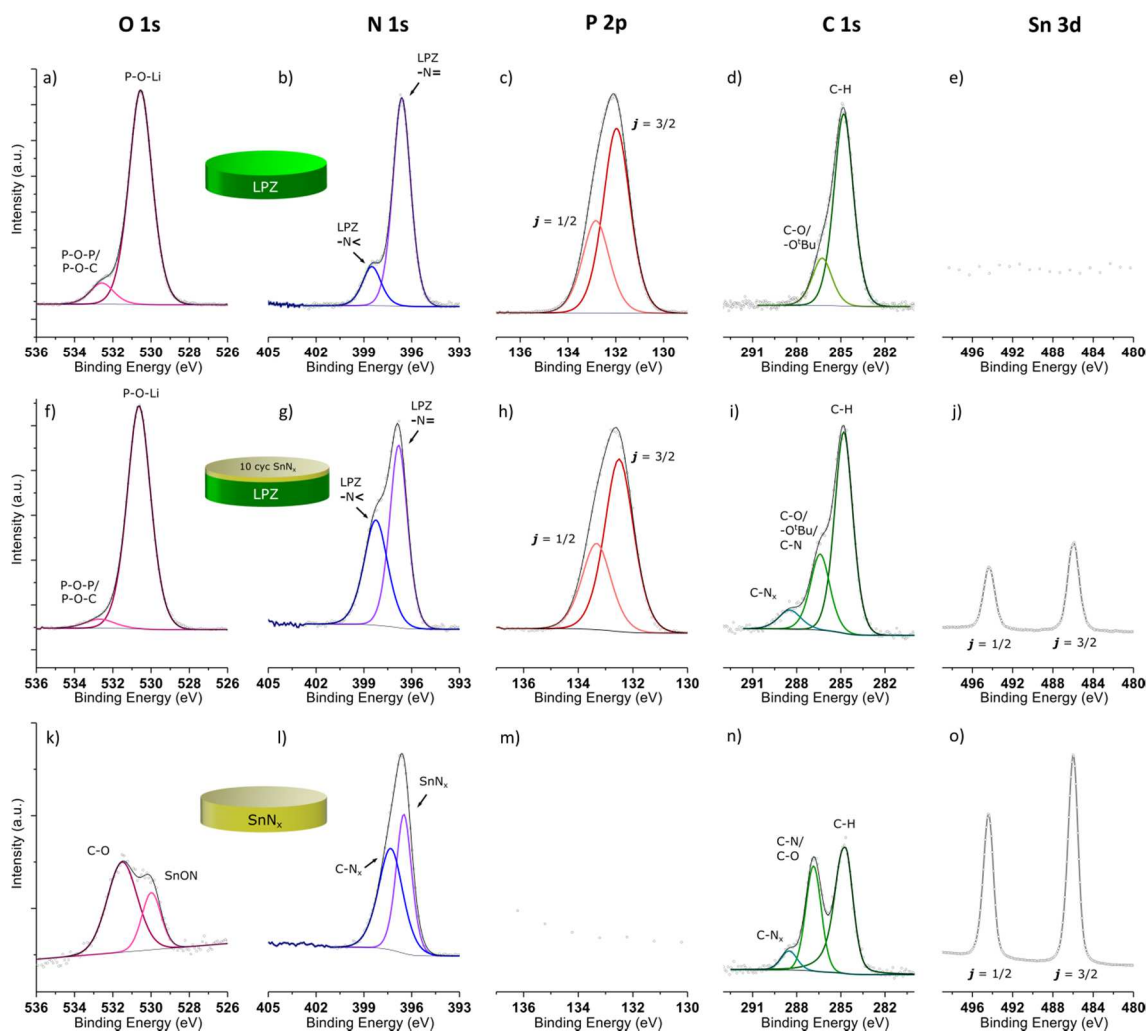 O 1s
N 1s
P 2p
C 1s
Sn 3d
a)
P-O-Li
P-O-P/
P-O-C
LPZ
Intensity (a.u.)
536 534 532 530 528 526
Binding Energy (eV)
b)
LPZ
-N=
LPZ
-N<
405 402 399 396 393
Binding Energy (eV)
c)
j = 3/2
j = 1/2
136 134 132 130
Binding Energy (eV)
d)
C-H
C-O/
-OᵗBu
291 288 285 282
Binding Energy (eV)
e)
496 492 488 484 480
Binding Energy (eV)
f)
P-O-Li
P-O-P/
P-O-C
10 cyc SnNₓ
LPZ
Intensity (a.u.)
536 534 532 530 528 526
Binding Energy (eV)
g)
LPZ
-N=
LPZ
-N<
405 402 399 396 393
Binding Energy (eV)
h)
j = 3/2
j = 1/2
136 134 132 130
Binding Energy (eV)
i)
C-H
C-O/
-OᵗBu/
C-N
C-Nₓ
291 288 285 282
Binding Energy (eV)
j)
j = 1/2
j = 3/2
496 492 488 484 480
Binding Energy (eV)
k)
C-O
SnON
SnNₓ
Intensity (a.u.)
536 534 532 530 528 526
Binding Energy (eV)
l)
SnNₓ
C-Nₓ
405 402 399 396 393
Binding Energy (eV)
m)
136 134 132 130
Binding Energy (eV)
n)
C-H
C-N/
C-O
C-Nₓ
291 288 285 282
Binding Energy (eV)
o)
j = 1/2
j = 3/2
496 492 488 484 480
Binding Energy (eV)